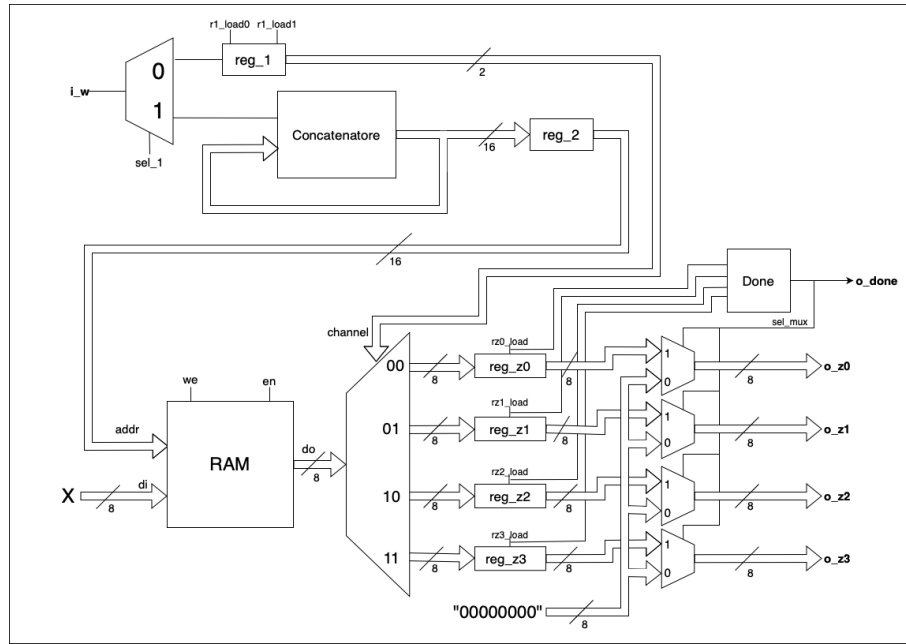 r1_load0 r1_load1
0
reg_1
2
i_w
1
sel_1
Concatenatore
16
reg_2
16
channel
Done
o_done
sel_mux
we
en
addr
RAM
do
8
X
di
8
00
8
rz0_load
reg_z0
8
1
0
8
o_z0
01
8
rz1_load
reg_z1
8
1
0
8
o_z1
10
8
rz2_load
reg_z2
8
1
0
8
o_z2
11
8
rz3_load
reg_z3
8
1
0
8
o_z3
"00000000"
8